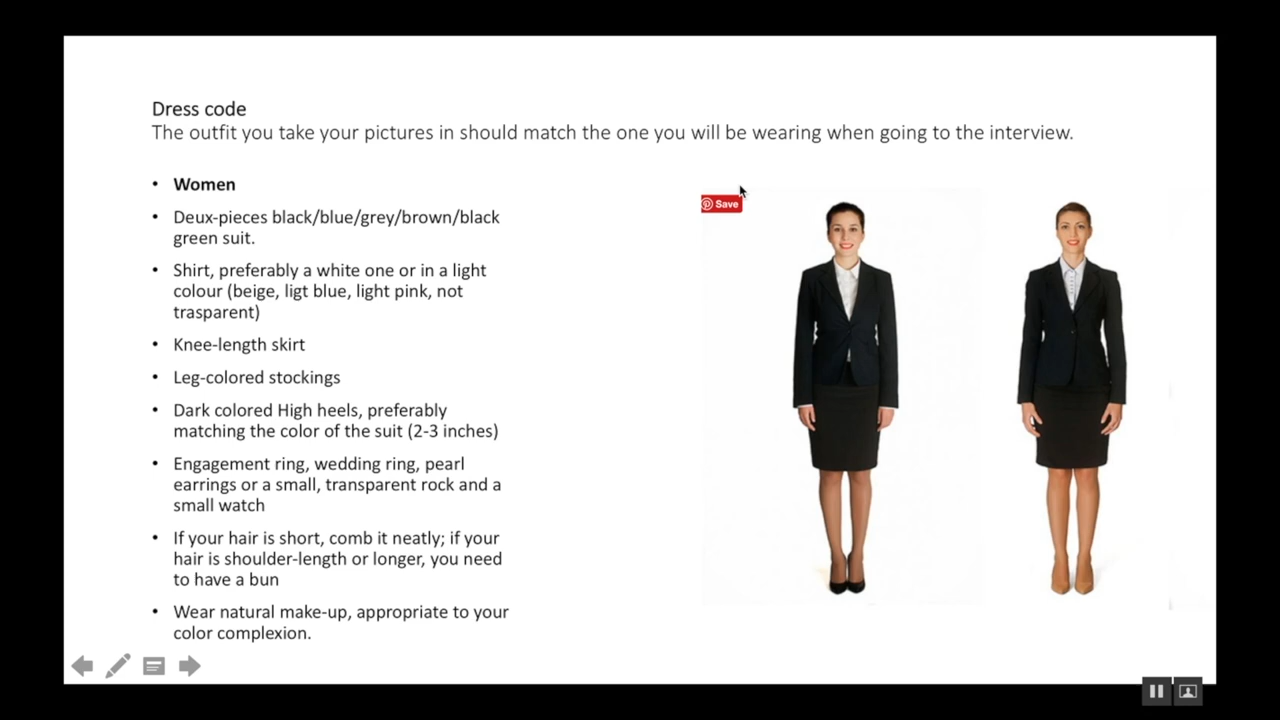 Dress code
The outfit you take your pictures in should match the one you will be wearing when going to the interview.
• Women
• Deux-pieces black/blue/grey/brown/black
green suit.
• Shirt, preferably a white one or in a light
colour (beige, ligt blue, light pink, not
trasparent)
• Knee-length skirt
• Leg-colored stockings
• Dark colored High heels, preferably
matching the color of the suit (2-3 inches)
• Engagement ring, wedding ring, pearl
earrings or a small, transparent rock and a
small watch
• If your hair is short, comb it neatly; if your
hair is shoulder-length or longer, you need
to have a bun
• Wear natural make-up, appropriate to your
color complexion.
Save